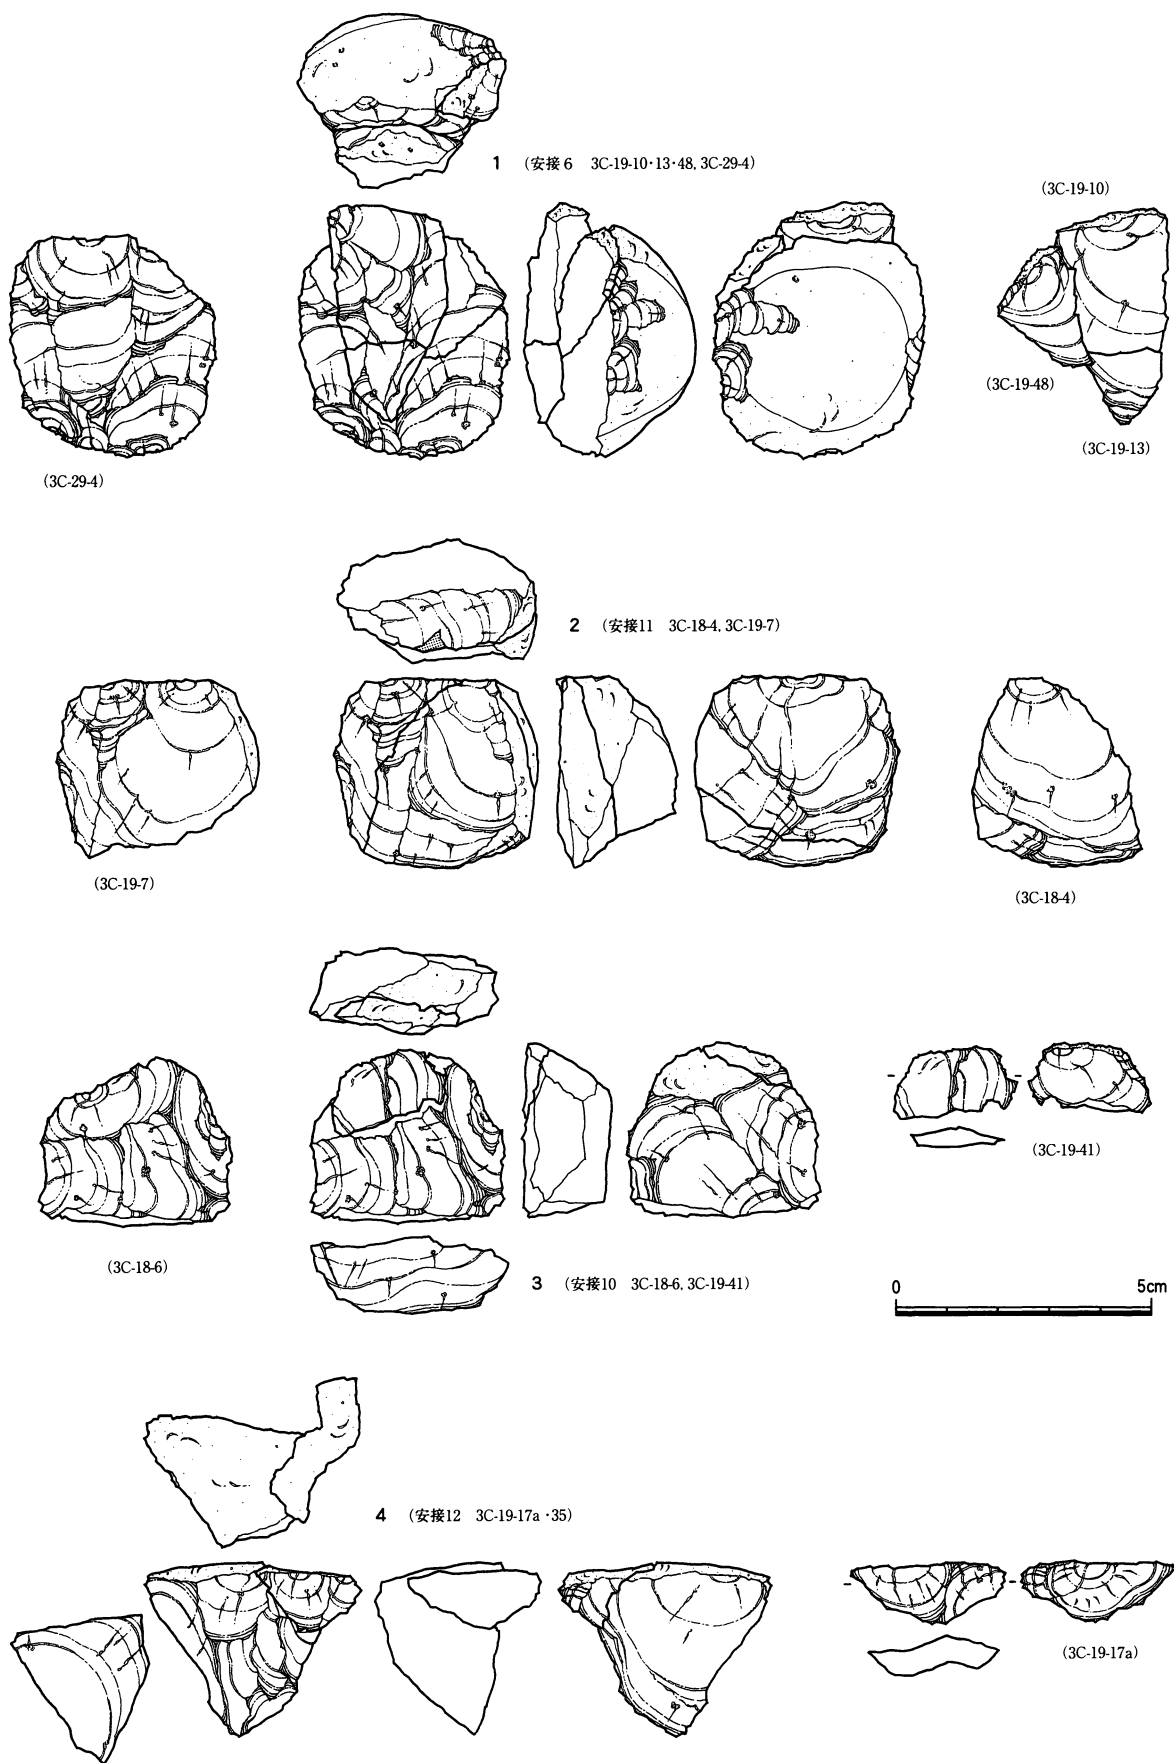 1 （安接6 3C-19-10・13・48, 3C-29-4）
(3C-19-10)
(3C-19-48)
(3C-19-13)
(3C-29-4)
2 （安接11 3C-18-4, 3C-19-7）
(3C-19-7)
(3C-18-4)
(3C-19-41)
(3C-18-6)
3 （安接10 3C-18-6, 3C-19-41）
0 5cm
4 （安接12 3C-19-17a・35）
(3C-19-17a)